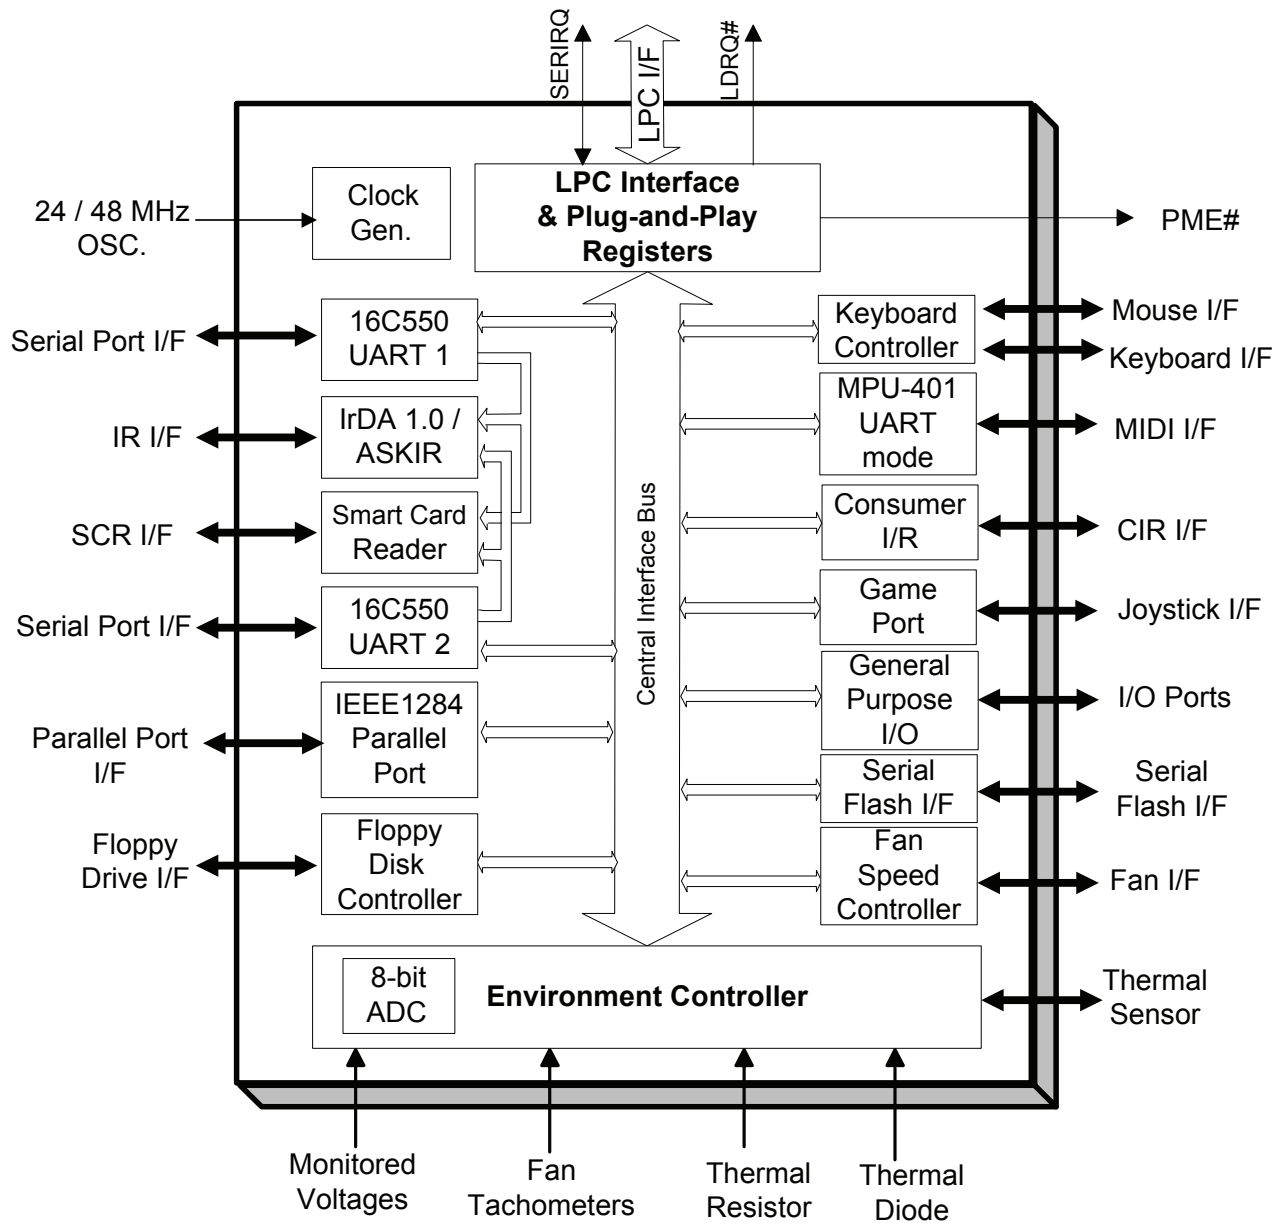 SERIRQ
LPC I/F
LDRQ#
LPC Interface
& Plug-and-Play
Registers
Clock
Gen.
24 / 48 MHz
OSC.
PME#
16C550
UART 1
Serial Port I/F
IrDA 1.0 /
ASKIR
IR I/F
Smart Card
Reader
SCR I/F
16C550
UART 2
Serial Port I/F
IEEE1284
Parallel
Port
Parallel Port
I/F
Floppy
Disk
Controller
Floppy
Drive I/F
Central Interface Bus
Keyboard
Controller
Mouse I/F
Keyboard I/F
MPU-401
UART
mode
MIDI I/F
Consumer
I/R
CIR I/F
Game
Port
Joystick I/F
General
Purpose
I/O
I/O Ports
Serial
Flash I/F
Serial
Flash I/F
Fan
Speed
Controller
Fan I/F
8-bit
ADC
Environment Controller
Thermal
Sensor
Monitored
Voltages
Fan
Tachometers
Thermal
Resistor
Thermal
Diode